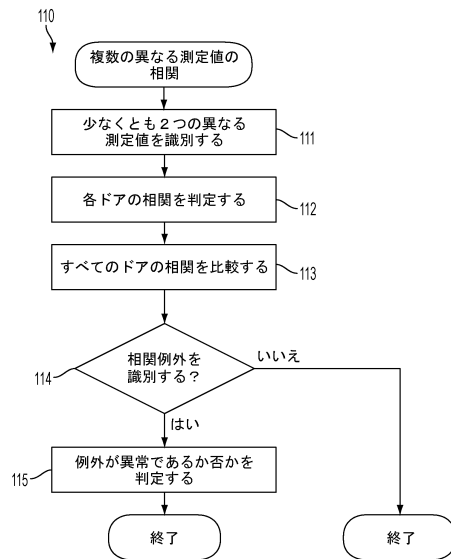 110
複数の異なる測定値の
相関
少なくとも２つの異なる
測定値を識別する
111
各ドアの相関を判定する
112
すべてのドアの相関を比較する
113
相関例外を
識別する？
114
いいえ
はい
例外が異常であるか否かを
判定する
115
終了
終了